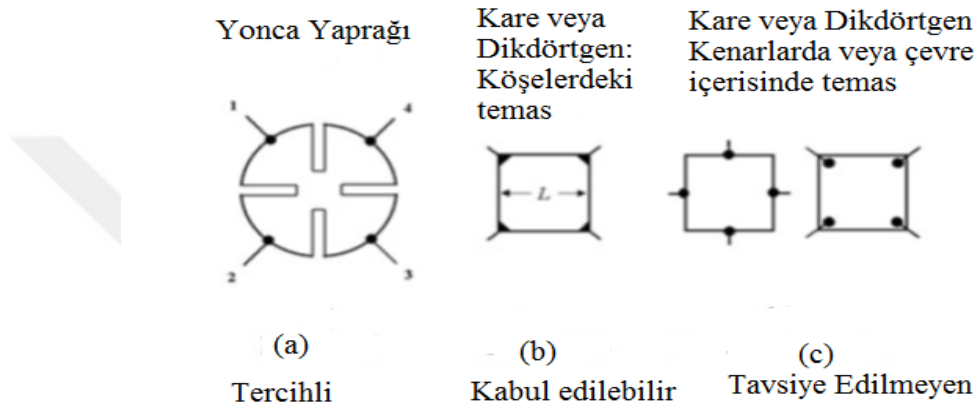 Yonca Yaprağı
1
4
2
3
(a)
Tercihli
Kare veya
Dikdörtgen:
Köşelerdeki
temas
L
(b)
Kabul edilebilir
Kare veya Dikdörtgen
Kenarlarda veya çevre
içerisinde temas
(c)
Tavsiye Edilmeyen